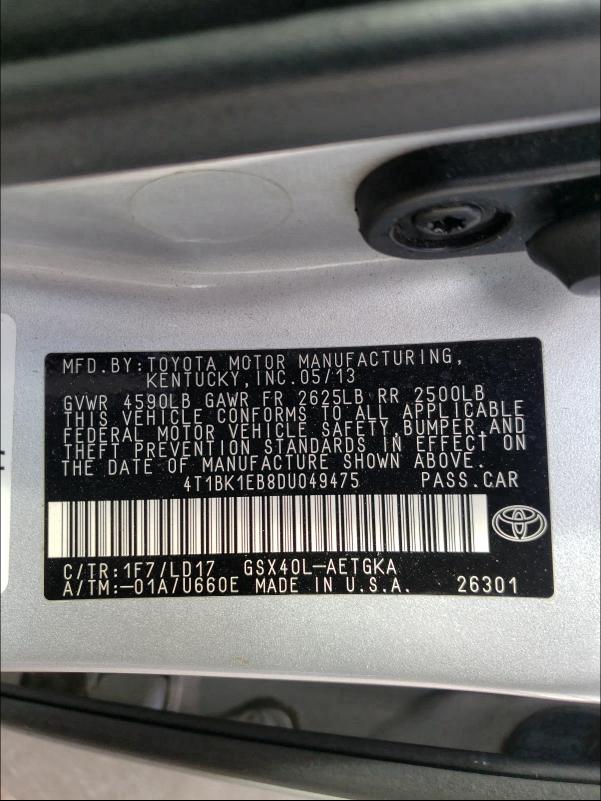 MFD. BY: TOYOTA MOTOR MANUFACTURING,
KENTUCKY, INC. 05/13
GVWR 4590LB GAWR FR 2625LB RR 2500LB
THIS VEHICLE CONFORMS TO ALL APPLICABLE
FEDERAL MOTOR VEHICLE SAFETY, BUMPER, AND
THEFT PREVENTION STANDARDS IN EFFECT ON
THE DATE OF MANUFACTURE SHOWN ABOVE.
4T1BK1EB8DU049475 PASS. CAR
C/TR: 1F7/LD17 GSX40L-AETGKA
A/TM:-01A/U660E MADE IN U.S.A. 26301